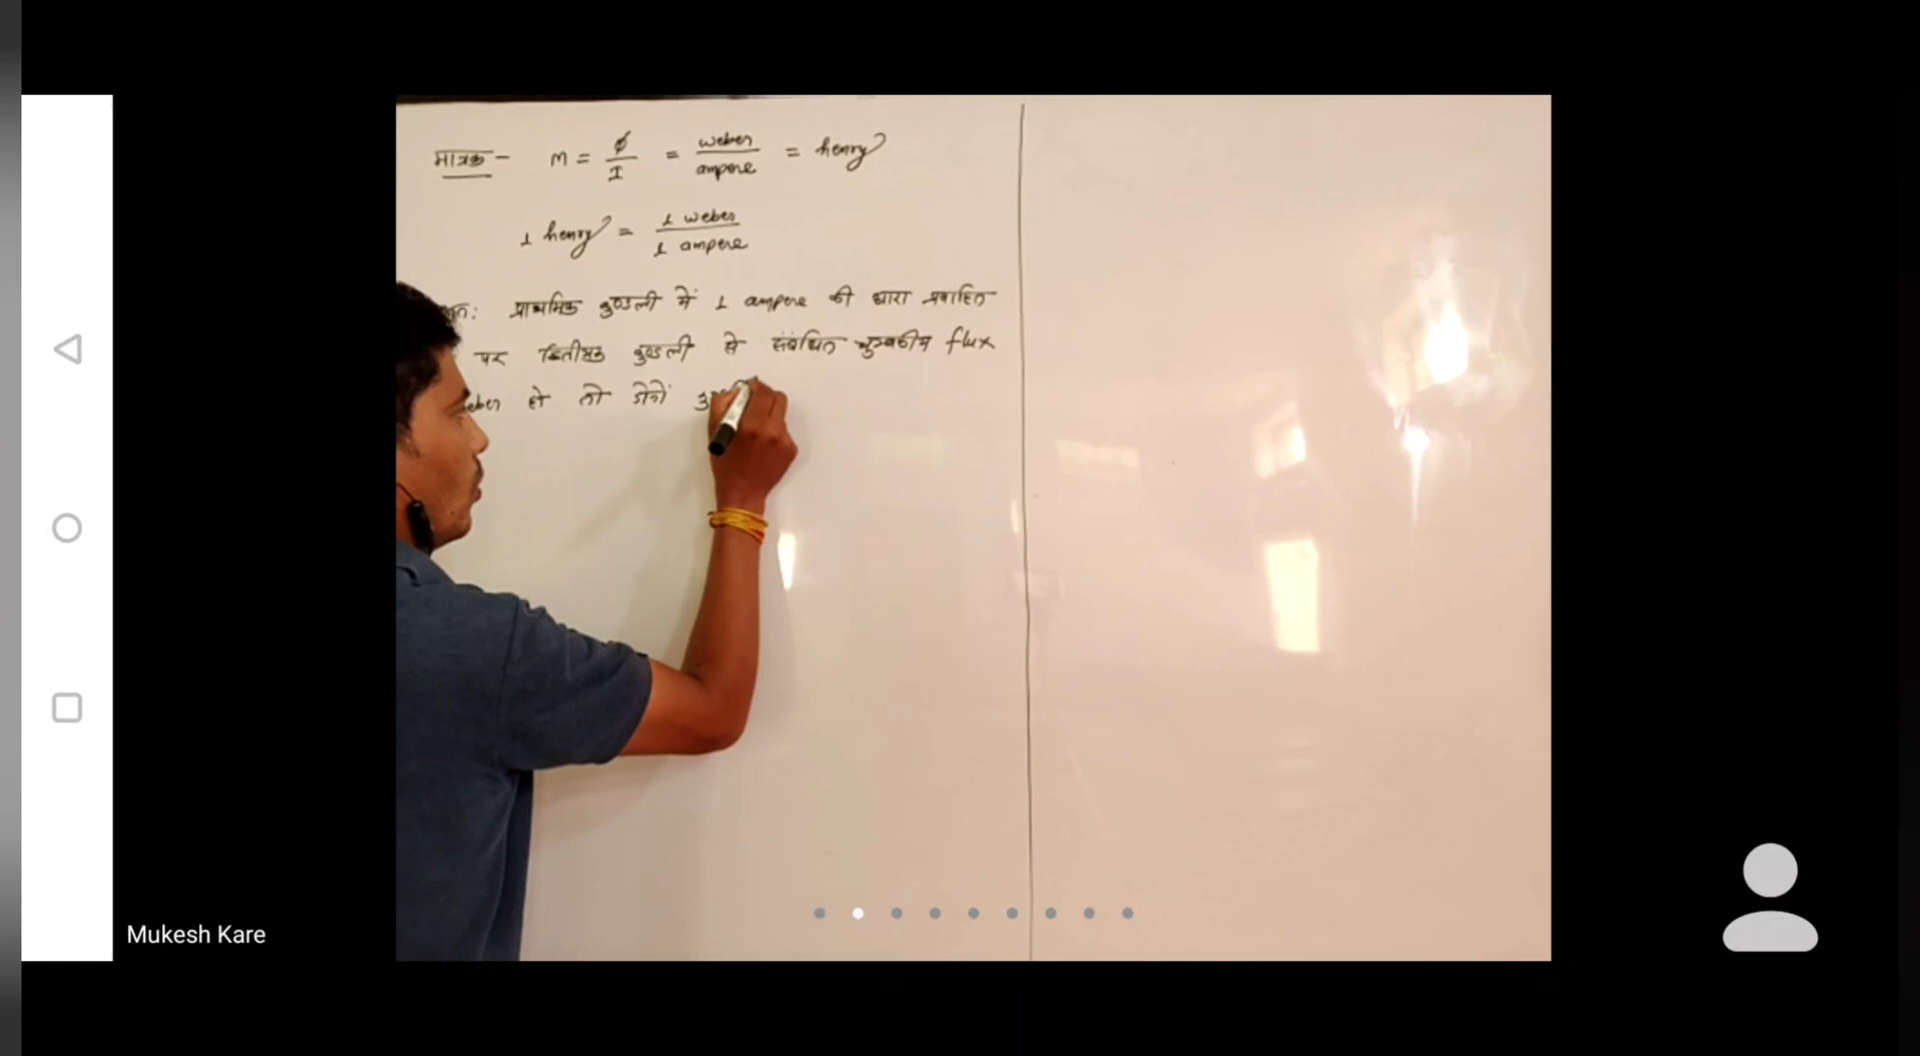 मात्रक - M = φ/I = weber/ampere = henry
1 henry = 1 weber/1 ampere
प्राथमिक कुण्डली में 1 ampere की धारा प्रवाहित
पर द्वितीयक कुण्डली से संबंधित चुम्बकीय flux
हो तो दोनों
Mukesh Kare